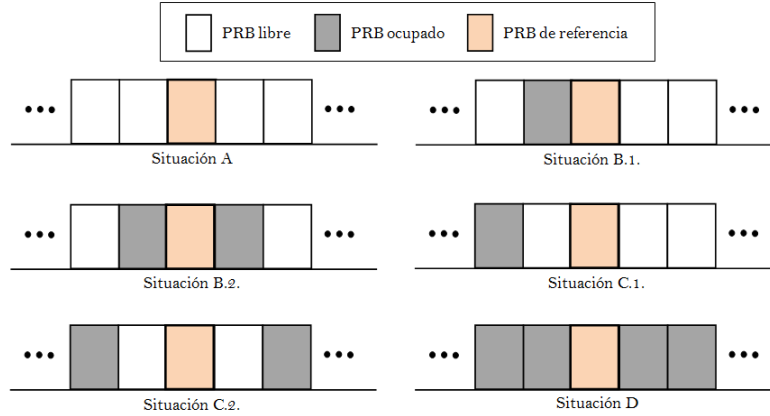 PRB libre PRB ocupado PRB de referencia
Situación A Situación B.1.
Situación B.2. Situación C.1.
Situación C.2. Situación D